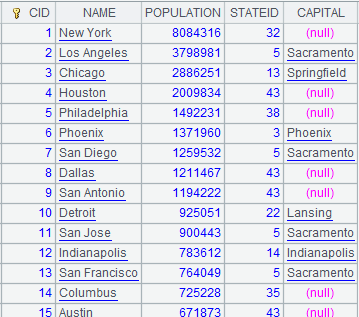 CID NAME POPULATION STATEID CAPITAL
1 New York 8084316 32 (null)
2 Los Angeles 3798981 5 Sacramento
3 Chicago 2886251 13 Springfield
4 Houston 2009834 43 (null)
5 Philadelphia 1492231 38 (null)
6 Phoenix 1371960 3 Phoenix
7 San Diego 1259532 5 Sacramento
8 Dallas 1211467 43 (null)
9 San Antonio 1194222 43 (null)
10 Detroit 925051 22 Lansing
11 San Jose 900443 5 Sacramento
12 Indianapolis 783612 14 Indianapolis
13 San Francisco 764049 5 Sacramento
14 Columbus 725228 35 (null)
15 Austin 671873 43 (null)